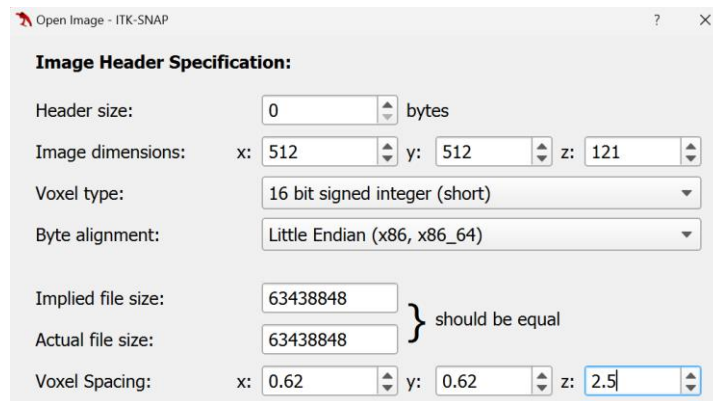 Open Image - ITK-SNAP ? ×
Image Header Specification:
Header size: 0 bytes
Image dimensions: x: 512 y: 512 z: 121
Voxel type: 16 bit signed integer (short)
Byte alignment: Little Endian (x86, x86_64)
Implied file size: 63438848
} should be equal
Actual file size: 63438848
Voxel Spacing: x: 0.62 y: 0.62 z: 2.5